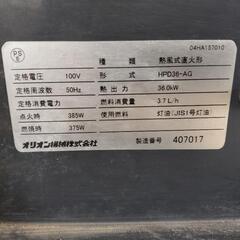 04HA157010
PS
E
種類 熱風式直火形
定格電圧 100V 形式 HPD36-AG
定格周波数 50Hz 熱出力 36.0kW
定格消費電力 燃料消費量 3.7L/h
点火時 385W 使用燃料 灯油(JIS1号灯油)
燃焼時 375W
オリオン機械株式会社 製造番号 407017